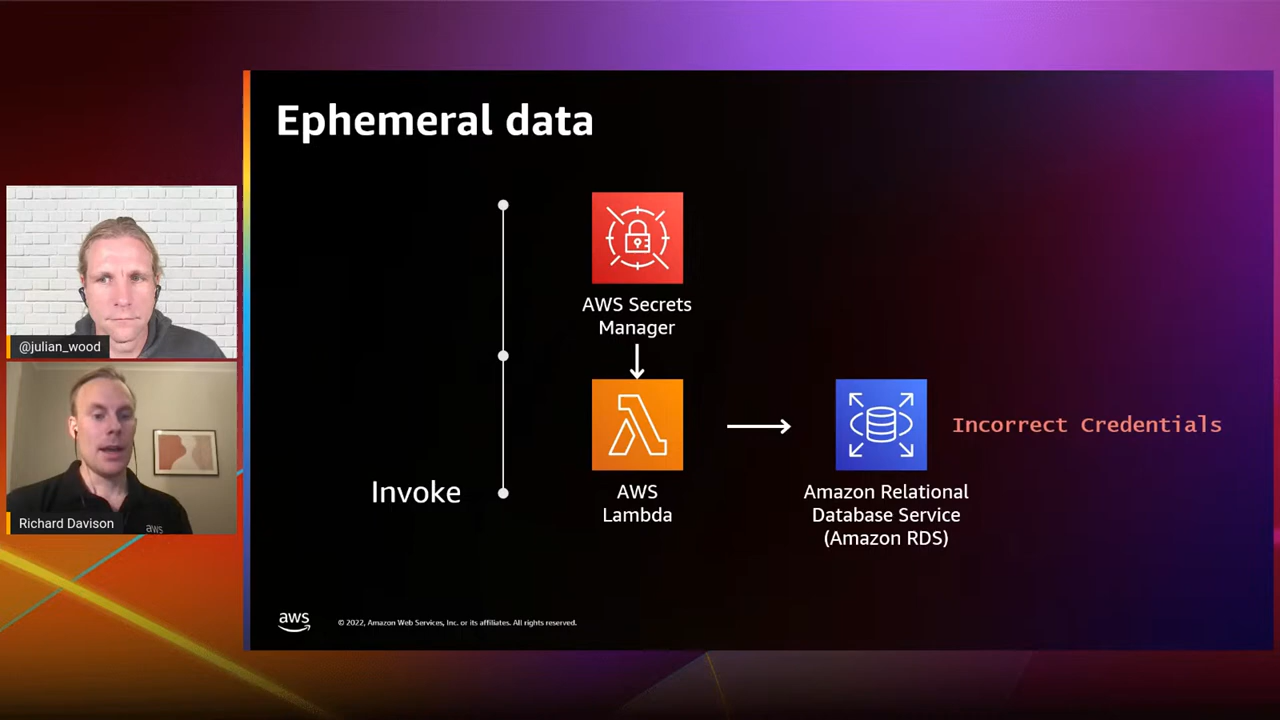 Ephemeral data
AWS Secrets
Manager
Incorrect Credentials
Invoke
AWS
Lambda
Amazon Relational
Database Service
(Amazon RDS)
@julian_wood
Richard Davison
aws
aws
© 2022, Amazon Web Services, Inc. or its affiliates. All rights reserved.